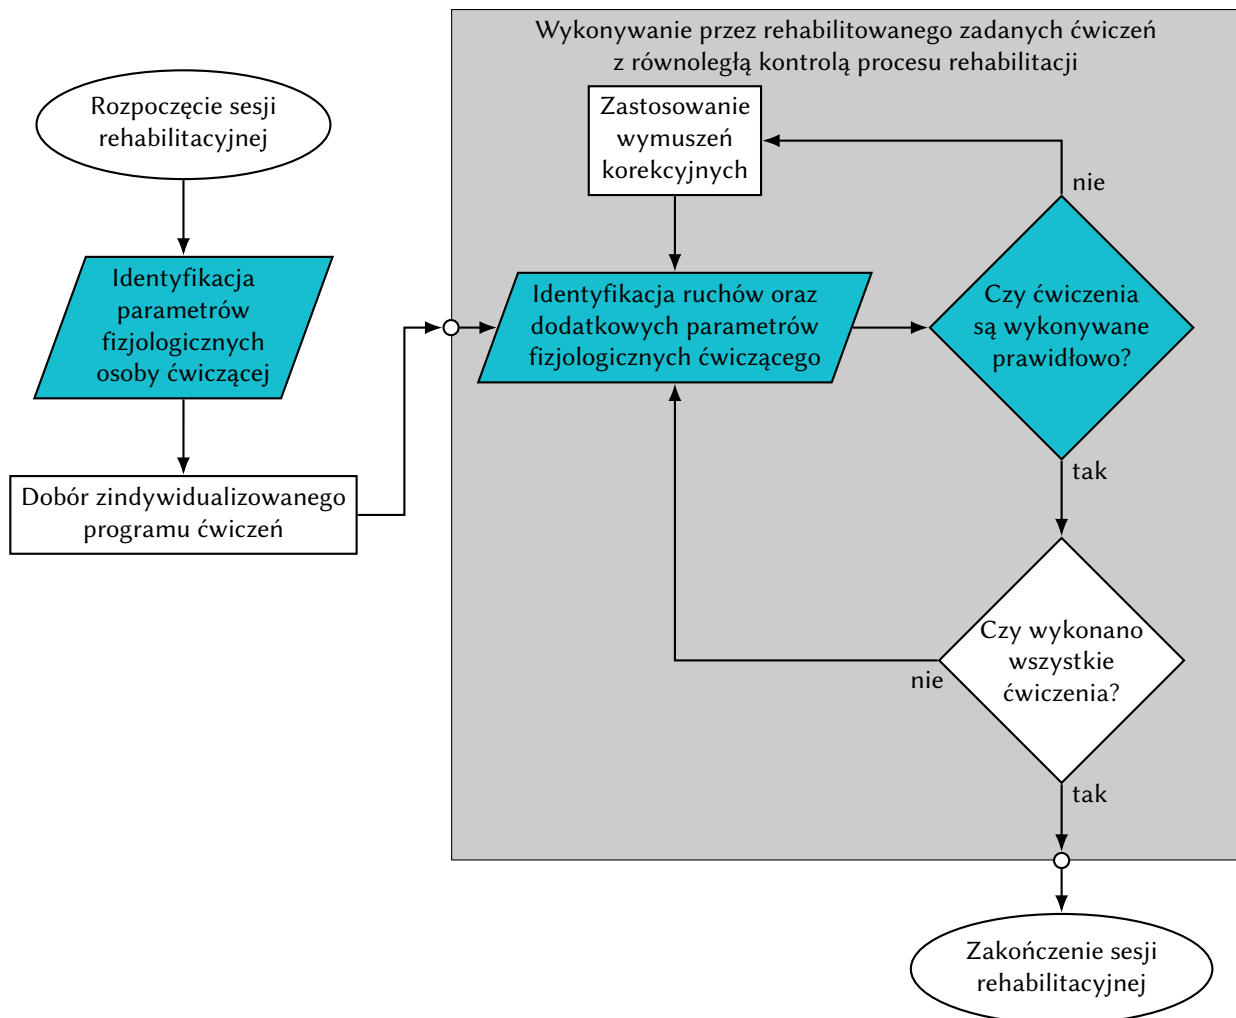 Wykonywanie przez rehabilitowanego zadanych ćwiczeń
z równoległą kontrolą procesu rehabilitacji
Rozpoczęcie sesji
rehabilitacyjnej
Identyfikacja
parametrów
fizjologicznych
osoby ćwiczącej
Dobór zindywidualizowanego
programu ćwiczeń
Zastosowanie
wymuszeń
korekcyjnych
Identyfikacja ruchów oraz
dodatkowych parametrów
fizjologicznych ćwiczącego
nie
Czy ćwiczenia
są wykonywane
prawidłowo?
tak
Czy wykonano
wszystkie
ćwiczenia?
nie
tak
Zakończenie sesji
rehabilitacyjnej